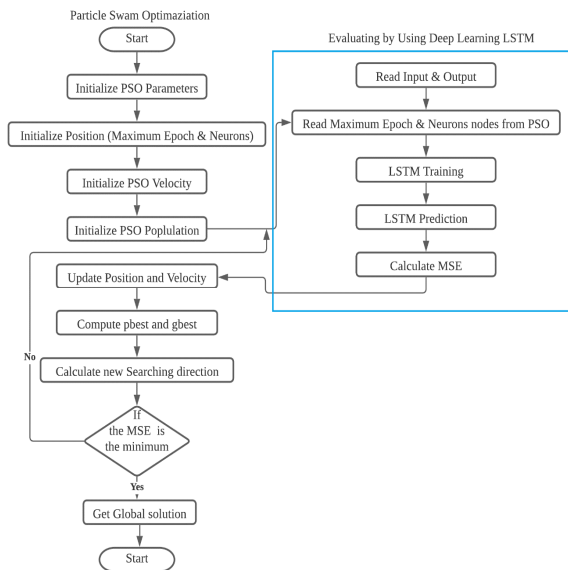 Particle Swam Optimaziation
Start
Initialize PSO Parameters
Initialize Position (Maximum Epoch & Neurons)
Initialize PSO Velocity
Initialize PSO Poplulation
Evaluating by Using Deep Learning LSTM
Read Input & Output
Read Maximum Epoch & Neurons nodes from PSO
LSTM Training
LSTM Prediction
Calculate MSE
Update Position and Velocity
Compute pbest and gbest
Calculate new Searching direction
If
the MSE is
the minimum
No
Yes
Get Global solution
Start